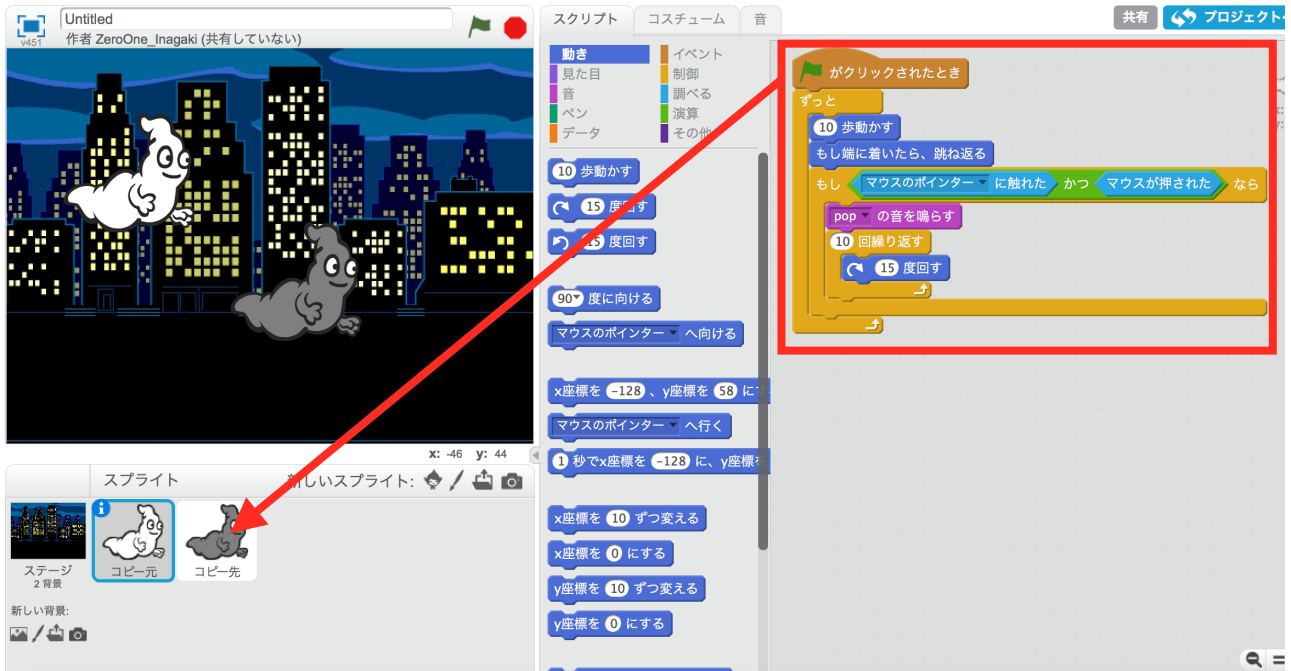 Untitled
v451
作者 ZeroOne_Inagaki (共有していない)
スクリプト
コスチューム
音
共有
プロジェクト
動き
イベント
見た目
制御
音
調べる
ペン
演算
データ
その他
10 歩動かす
15 度回す
15 度回す
90 度に向ける
マウスのポインター へ向ける
x座標を -128 、y座標を 58 に
マウスのポインター へ行く
1 秒でx座標を -128 に、y座標を
x座標を 10 ずつ変える
x座標を 0 にする
y座標を 10 ずつ変える
y座標を 0 にする
がクリックされたとき
ずっと
10 歩動かす
もし端に着いたら、跳ね返る
もし マウスのポインター に触れた かつ マウスが押された なら
pop の音を鳴らす
10 回繰り返す
15 度回す
x: -46 y: 44
スプライト
新しいスプライト:
ステージ
2 背景
コピー元
コピー先
新しい背景: